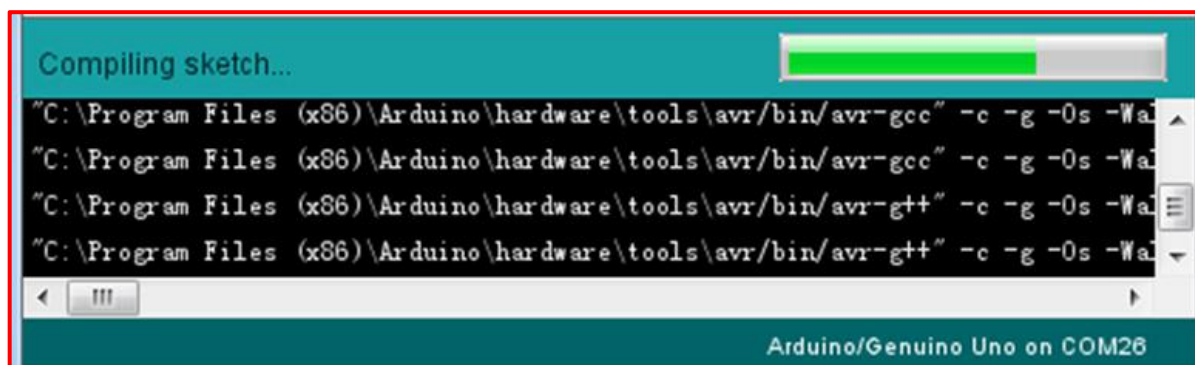 Compiling sketch...
"C:\Program Files (x86)\Arduino\hardware\tools\avr/bin/avr-gcc" -c -g -Os -Wal
"C:\Program Files (x86)\Arduino\hardware\tools\avr/bin/avr-gcc" -c -g -Os -Wal
"C:\Program Files (x86)\Arduino\hardware\tools\avr/bin/avr-g++" -c -g -Os -Wal
"C:\Program Files (x86)\Arduino\hardware\tools\avr/bin/avr-g++" -c -g -Os -Wal
Arduino/Genuino Uno on COM26